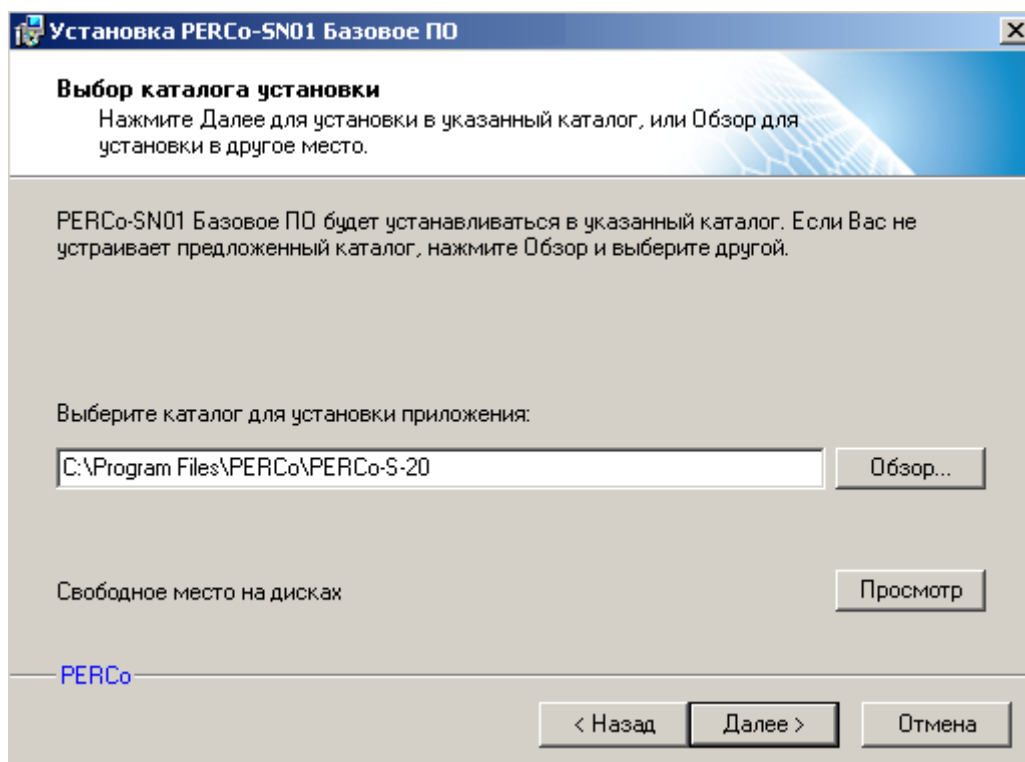 Установка PERCo-SN01 Базовое ПО
Выбор каталога установки
Нажмите Далее для установки в указанный каталог, или Обзор для
установки в другое место.
PERCo-SN01 Базовое ПО будет устанавливаться в указанный каталог. Если Вас не
устраивает предложенный каталог, нажмите Обзор и выберите другой.
Выберите каталог для установки приложения:
C:\Program Files\PERCo\PERCo-S-20
Обзор...
Свободное место на дисках
Просмотр
PERCo
< Назад
Далее >
Отмена